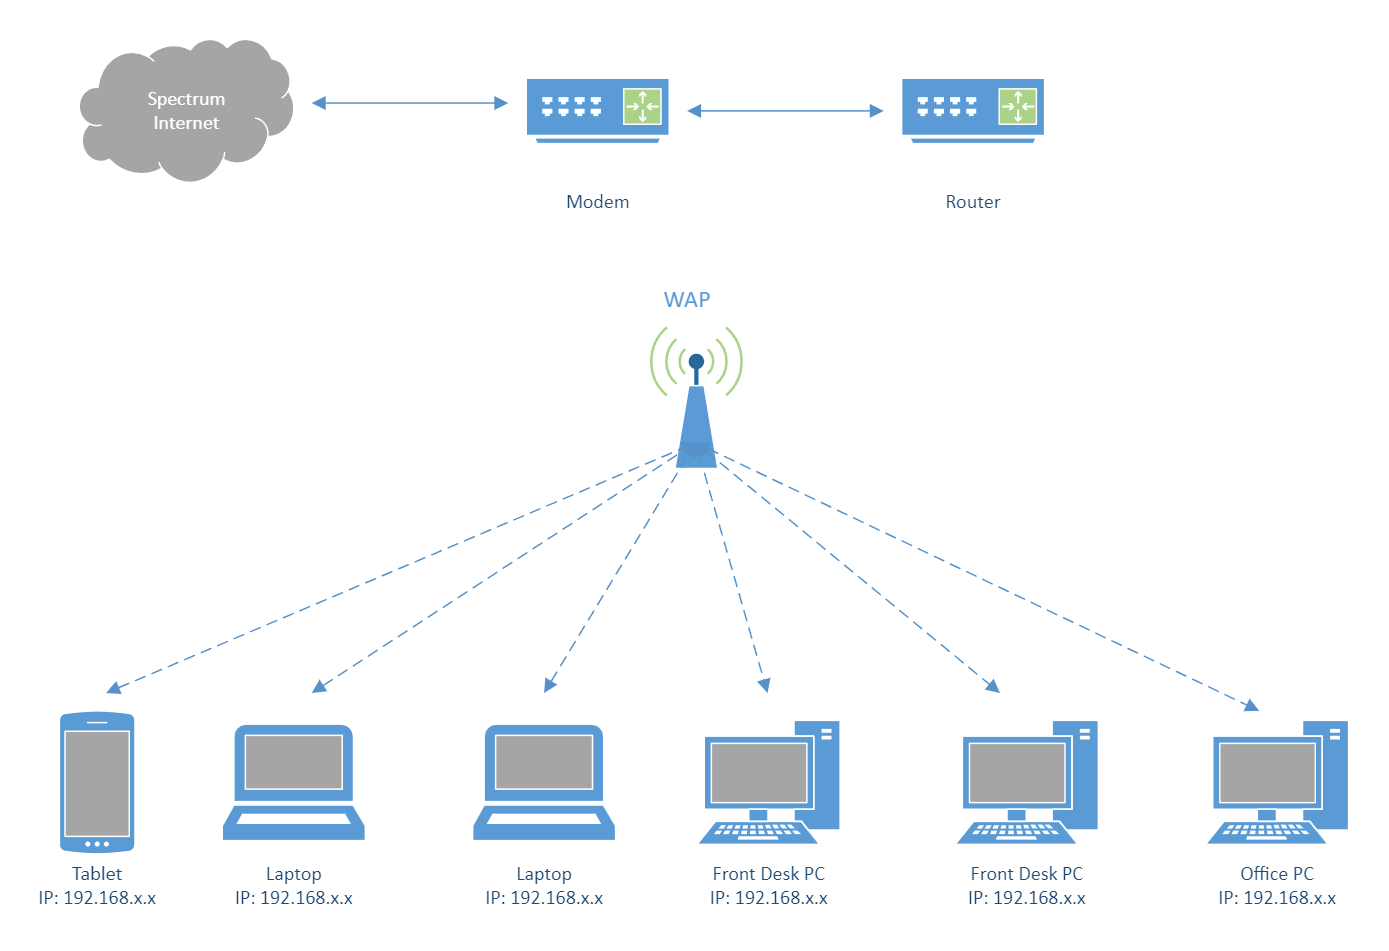 Spectrum
Internet
Modem
Router
WAP
Tablet
IP: 192.168.x.x
Laptop
IP: 192.168.x.x
Laptop
IP: 192.168.x.x
Front Desk PC
IP: 192.168.x.x
Front Desk PC
IP: 192.168.x.x
Office PC
IP: 192.168.x.x